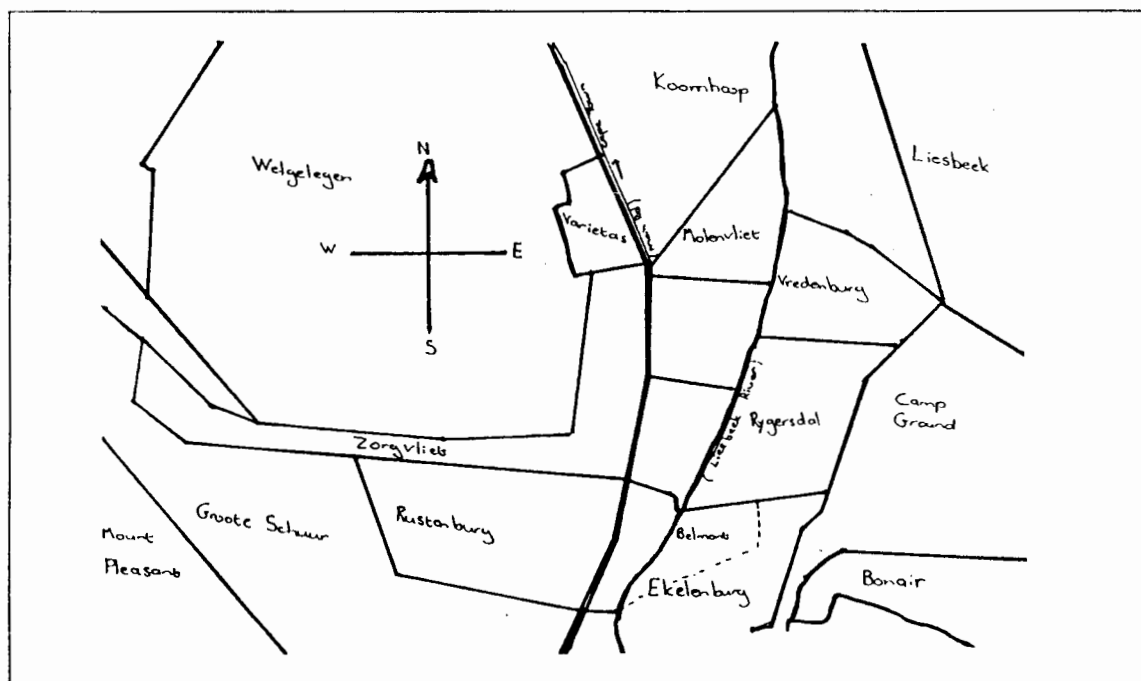 Koornhoop
Liesbeek
Welgelegen
N
Varietas
Molenvliet
W
E
Vredenburg
S
Camp
Ground
Rygersdal
(Liesbeek River)
Zorgvliet
Groote Schuur
Rustenburg
Mount
Pleasant
Belmont
Ekelenburg
Bonair